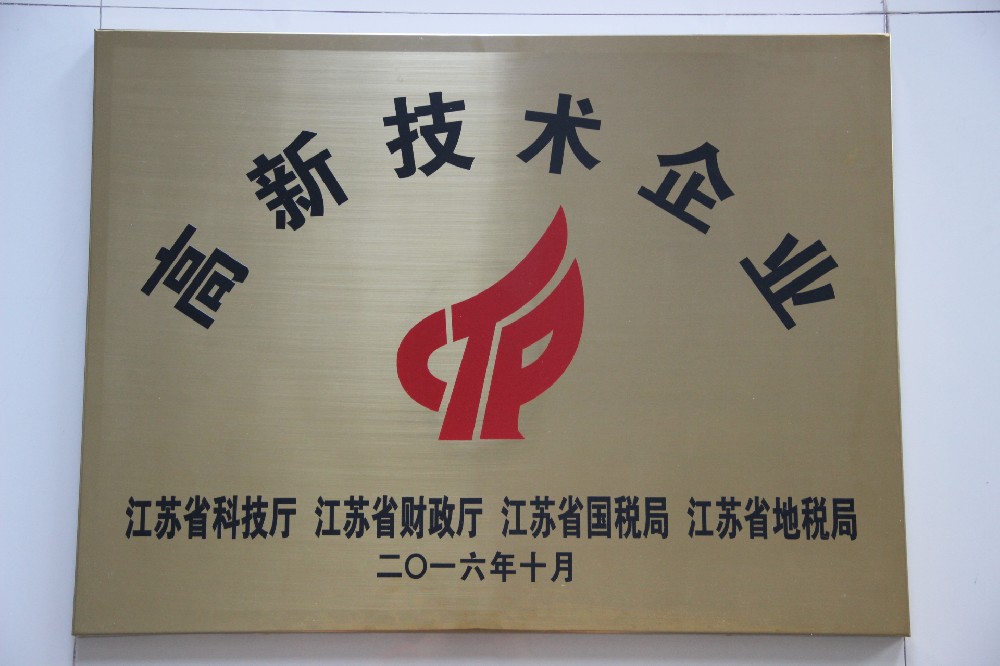 高新技术企业
CTP
江苏省科技厅 江苏省财政厅 江苏省国税局 江苏省地税局
二〇一六年十月